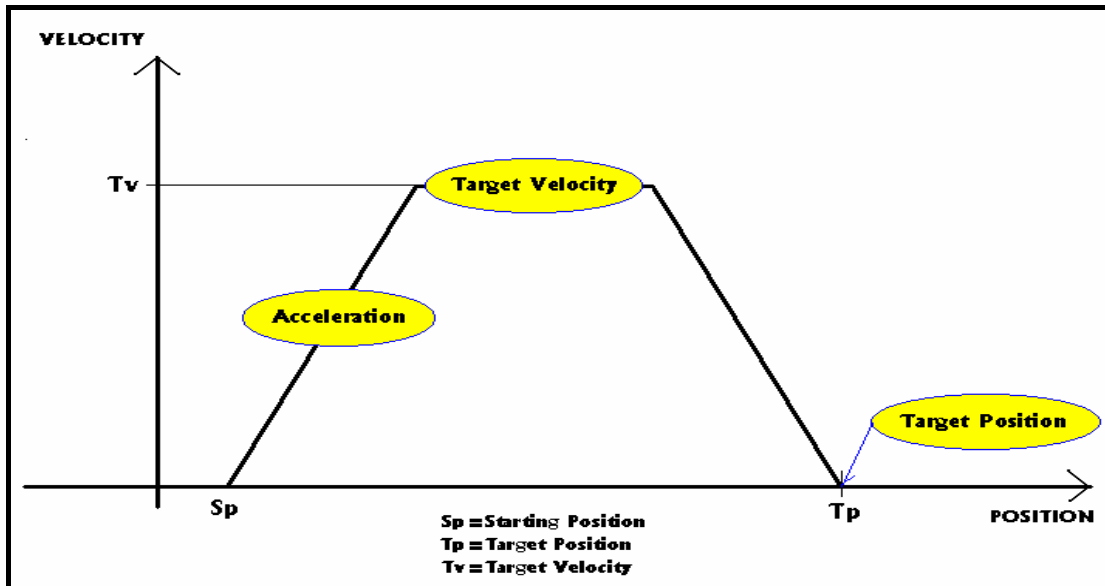 VELOCITY
Tv
Target Velocity
Acceleration
Target Position
Sp
Tp
POSITION
Sp=Starting Position
Tp=Target Position
Tv=Target Velocity